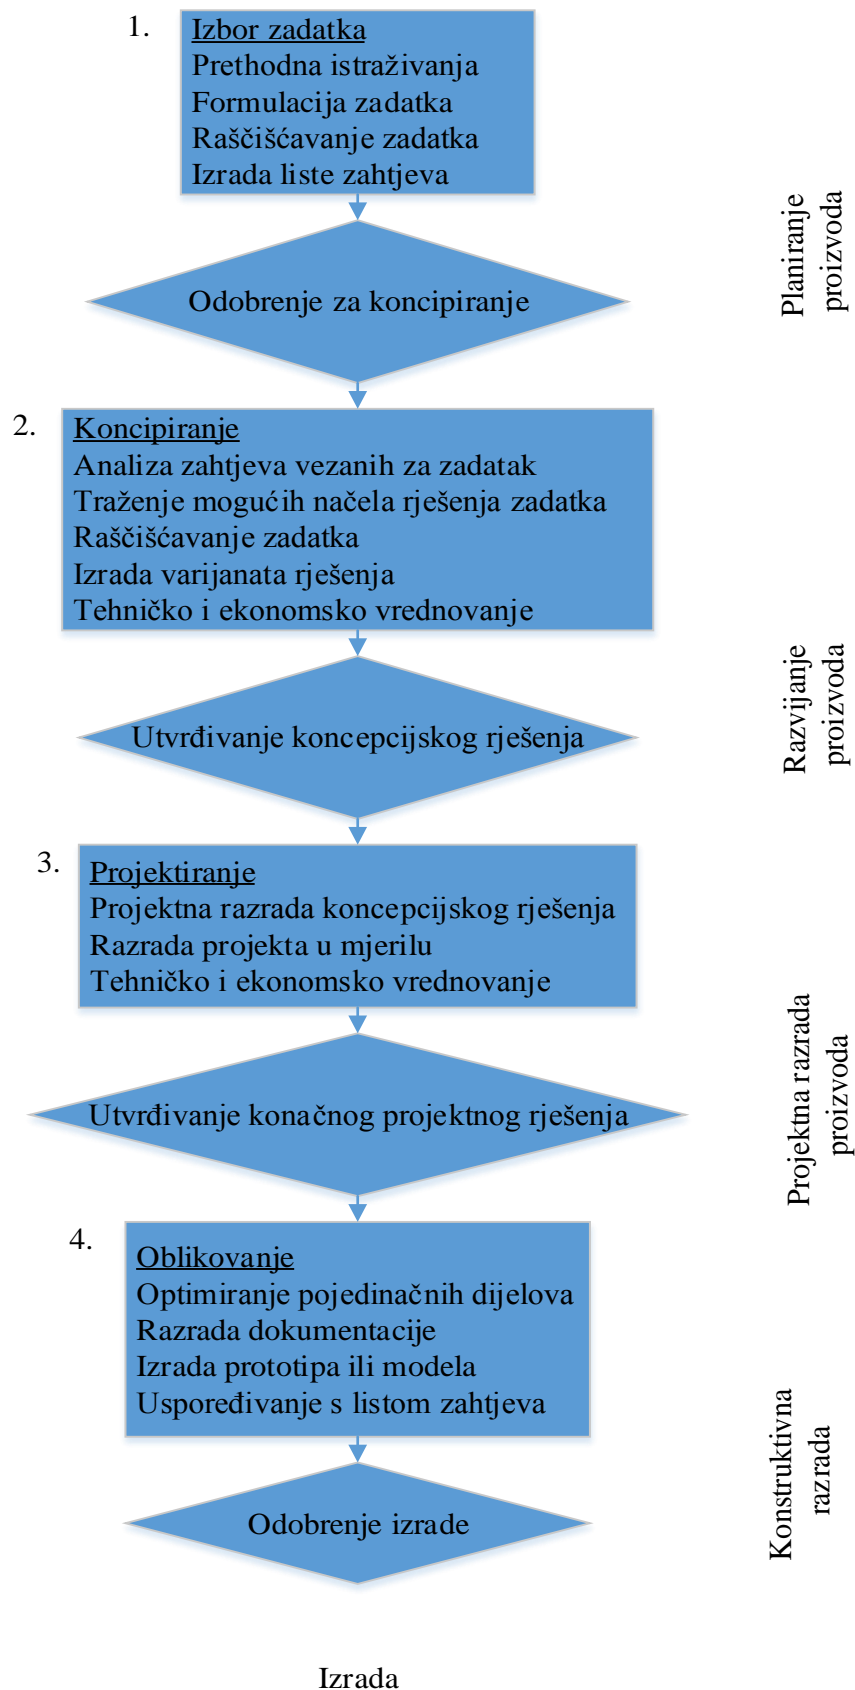 1.
Izbor zadatka
Prethodna istraživanja
Formulacija zadatka
Raščišćavanje zadatka
Izrada liste zahtjeva
Odobrenje za koncipiranje
Planiranje
proizvoda
2.
Koncipiranje
Analiza zahtjeva vezanih za zadatak
Traženje mogućih načela rješenja zadatka
Raščišćavanje zadatka
Izrada varijanata rješenja
Tehničko i ekonomsko vrednovanje
Utvrđivanje koncepcijskog rješenja
Razvijanje
proizvoda
3.
Projektiranje
Projektna razrada koncepcijskog rješenja
Razrada projekta u mjerilu
Tehničko i ekonomsko vrednovanje
Utvrđivanje konačnog projektnog rješenja
Projektna razrada
proizvoda
4.
Oblikovanje
Optimiranje pojedinačnih dijelova
Razrada dokumentacije
Izrada prototipa ili modela
Uspoređivanje s listom zahtjeva
Odobrenje izrade
Konstruktivna
razrada
Izrada